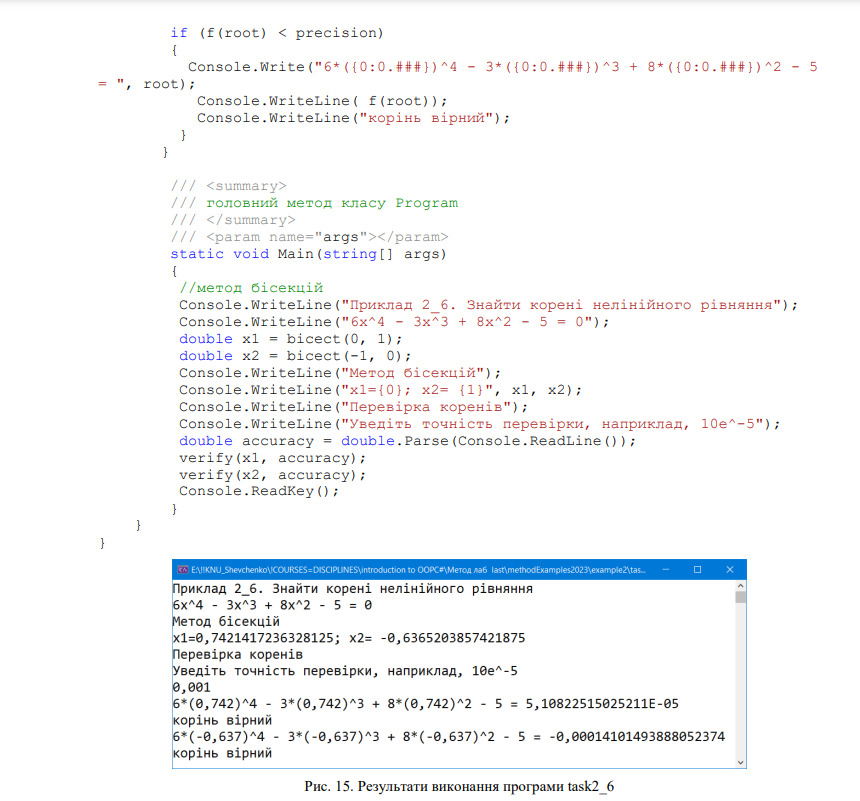 if (f(root) < precision)
{
Console.Write("6*({0:0.###})^4 - 3*({0:0.###})^3 + 8*({0:0.###})^2 - 5
= ", root);
Console.WriteLine( f(root));
Console.WriteLine("корінь вірний");
}
}
/// <summary>
/// головний метод класу Program
/// </summary>
/// <param name="args"></param>
static void Main(string[] args)
{
//метод бісекцій
Console.WriteLine("Приклад 2_6. Знайти корені нелінійного рівняння");
Console.WriteLine("6x^4 - 3x^3 + 8x^2 - 5 = 0");
double x1 = bicect(0, 1);
double x2 = bicect(-1, 0);
Console.WriteLine("Метод бісекцій");
Console.WriteLine("x1={0}; x2= {1}", x1, x2);
Console.WriteLine("Перевірка коренів");
Console.WriteLine("Уведіть точність перевірки, наприклад, 10e^-5");
double accuracy = double.Parse(Console.ReadLine());
verify(x1, accuracy);
verify(x2, accuracy);
Console.ReadKey();
}
}
}
E:\!!KNU_Shevchenko\!COURSES=DISCIPLINES\introduction to OOPC#\Метод лаб last\methodExamples2023\example2\tas...
Приклад 2_6. Знайти корені нелінійного рівняння
6x^4 - 3x^3 + 8x^2 - 5 = 0
Метод бісекцій
x1=0,7421417236328125; x2= -0,6365203857421875
Перевірка коренів
Уведіть точність перевірки, наприклад, 10e^-5
0,001
6*(0,742)^4 - 3*(0,742)^3 + 8*(0,742)^2 - 5 = 5,10822515025211E-05
корінь вірний
6*(-0,637)^4 - 3*(-0,637)^3 + 8*(-0,637)^2 - 5 = -0,00014101493888052374
корінь вірний
Рис. 15. Результати виконання програми task2_6